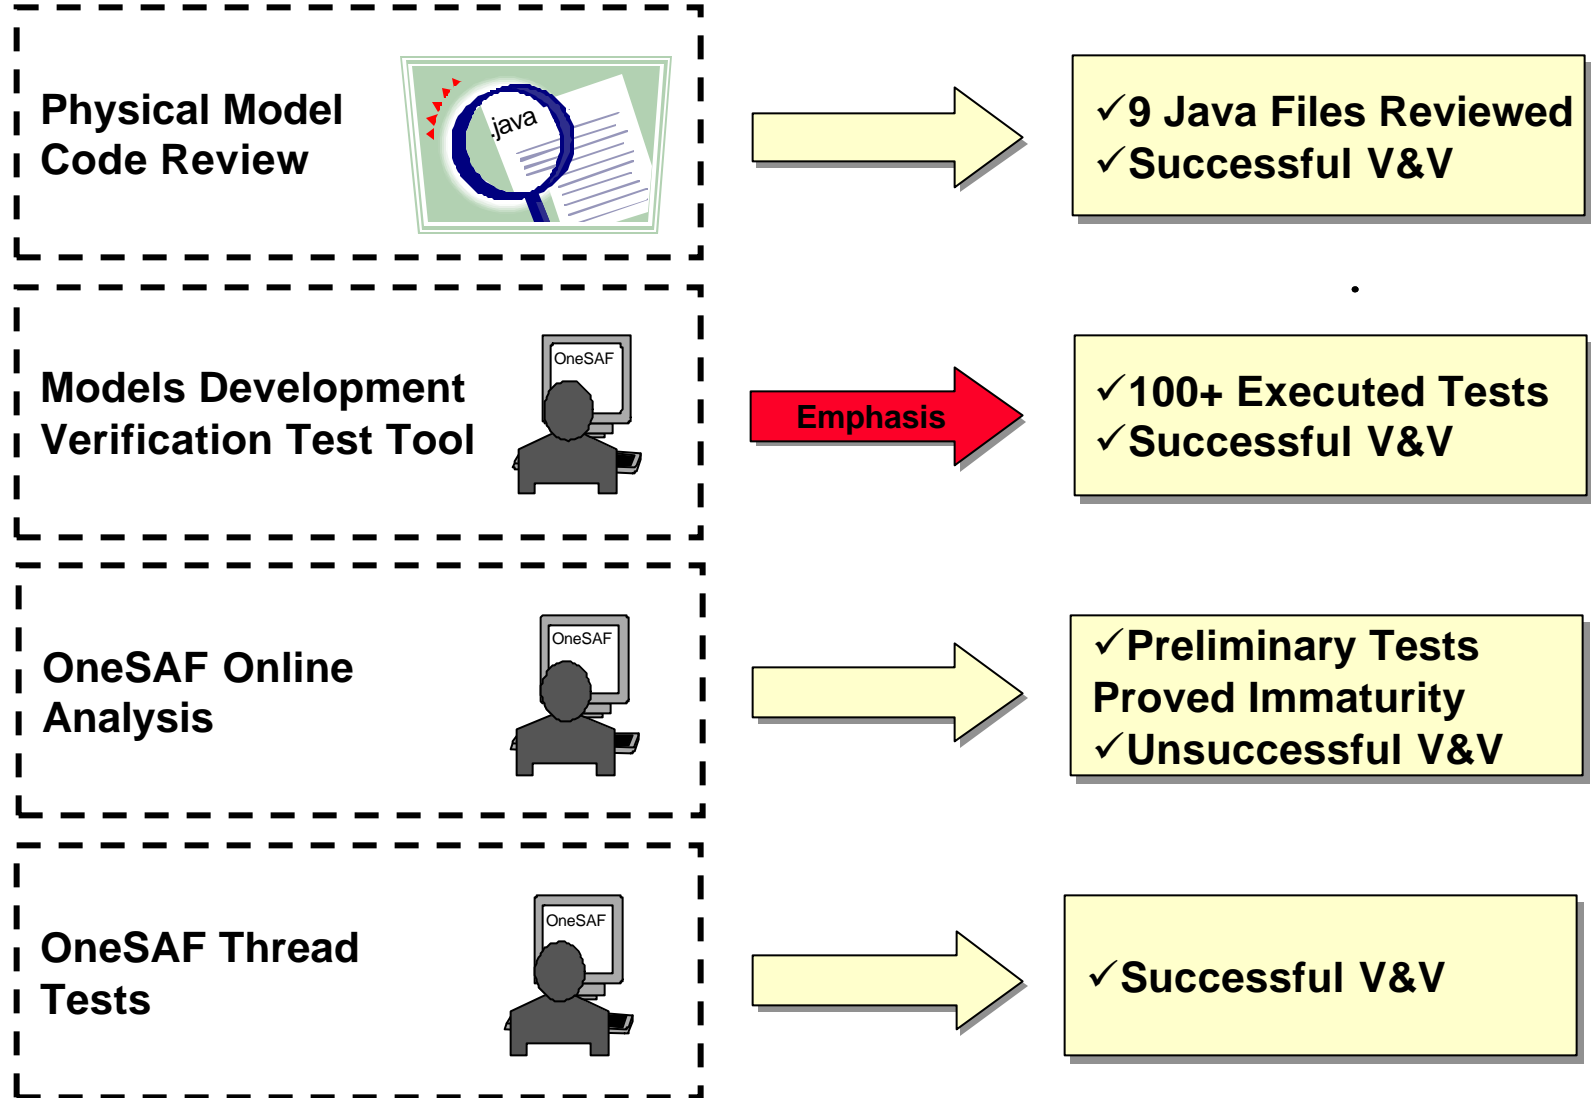 Physical Model
Code Review
.java
✓9 Java Files Reviewed
✓Successful V&V
Models Development
Verification Test Tool
OneSAF
Emphasis
✓100+ Executed Tests
✓Successful V&V
OneSAF Online
Analysis
OneSAF
✓Preliminary Tests
Proved Immaturity
✓Unsuccessful V&V
OneSAF Thread
Tests
OneSAF
✓Successful V&V